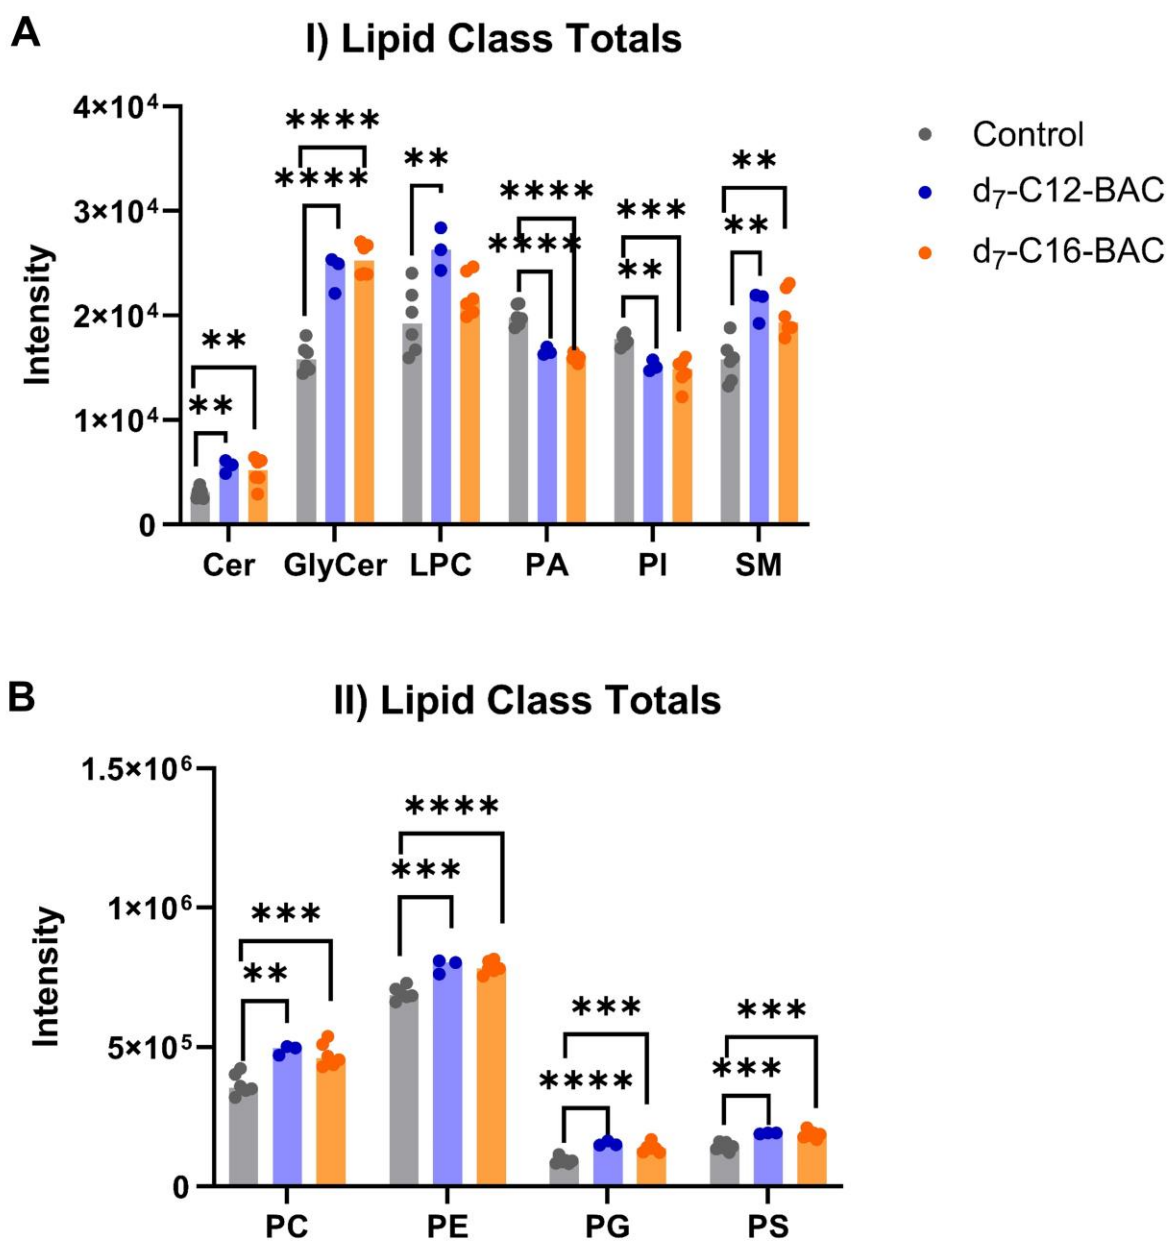 A
I) Lipid Class Totals
4×10⁴
3×10⁴
2×10⁴
1×10⁴
0
Intensity
**
**
****
****
**
****
****
***
**
**
**
Cer GlyCer LPC PA PI SM
Control
d₇-C12-BAC
d₇-C16-BAC
B
II) Lipid Class Totals
1.5×10⁶
1×10⁶
5×10⁵
0
Intensity
***
**
****
***
***
****
***
***
PC PE PG PS